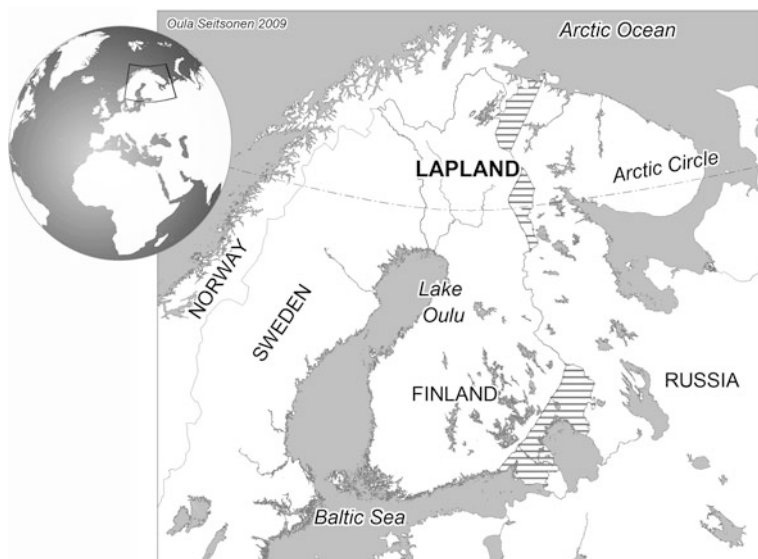 Oula Seitsonen 2009
Arctic Ocean
LAPLAND
Arctic Circle
NORWAY
SWEDEN
Lake
Oulu
FINLAND
RUSSIA
Baltic Sea